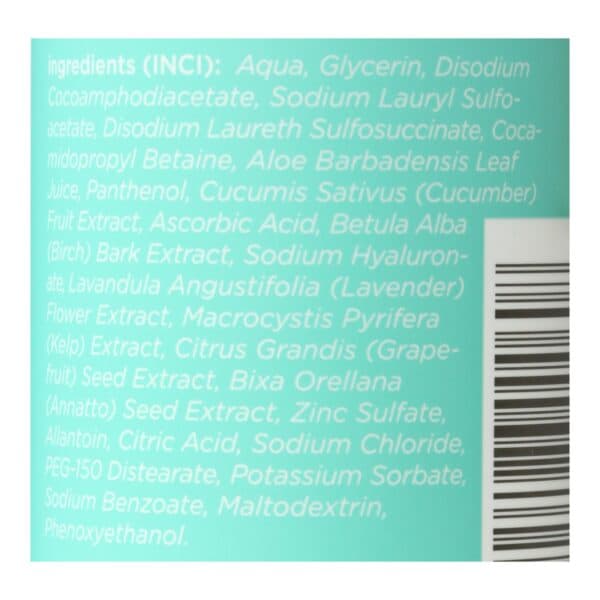 ingredients (INCI): Aqua, Glycerin, Disodium
Cocoamphodiacetate, Sodium Lauryl Sulfo-
acetate, Disodium Laureth Sulfosuccinate, Coca-
midopropyl Betaine, Aloe Barbadensis Leaf
Juice, Panthenol, Cucumis Sativus (Cucumber)
Fruit Extract, Ascorbic Acid, Betula Alba
(Birch) Bark Extract, Sodium Hyaluron-
ate, Lavandula Angustifolia (Lavender)
Flower Extract, Macrocystis Pyrifera
(Kelp) Extract, Citrus Grandis (Grape-
fruit) Seed Extract, Bixa Orellana
(Annatto) Seed Extract, Zinc Sulfate,
Allantoin, Citric Acid, Sodium Chloride,
PEG-150 Distearate, Potassium Sorbate,
Sodium Benzoate, Maltodextrin,
Phenoxyethanol.